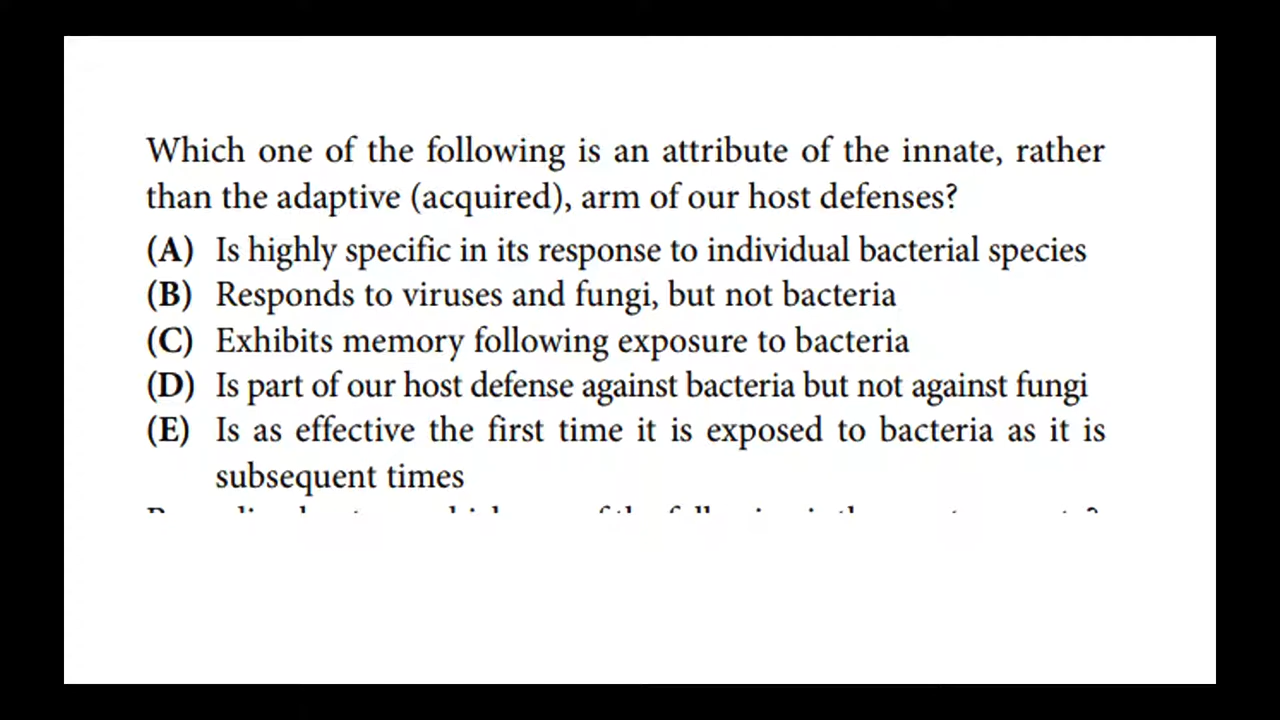 Which one of the following is an attribute of the innate, rather
than the adaptive (acquired), arm of our host defenses?
(A) Is highly specific in its response to individual bacterial species
(B) Responds to viruses and fungi, but not bacteria
(C) Exhibits memory following exposure to bacteria
(D) Is part of our host defense against bacteria but not against fungi
(E) Is as effective the first time it is exposed to bacteria as it is
subsequent times